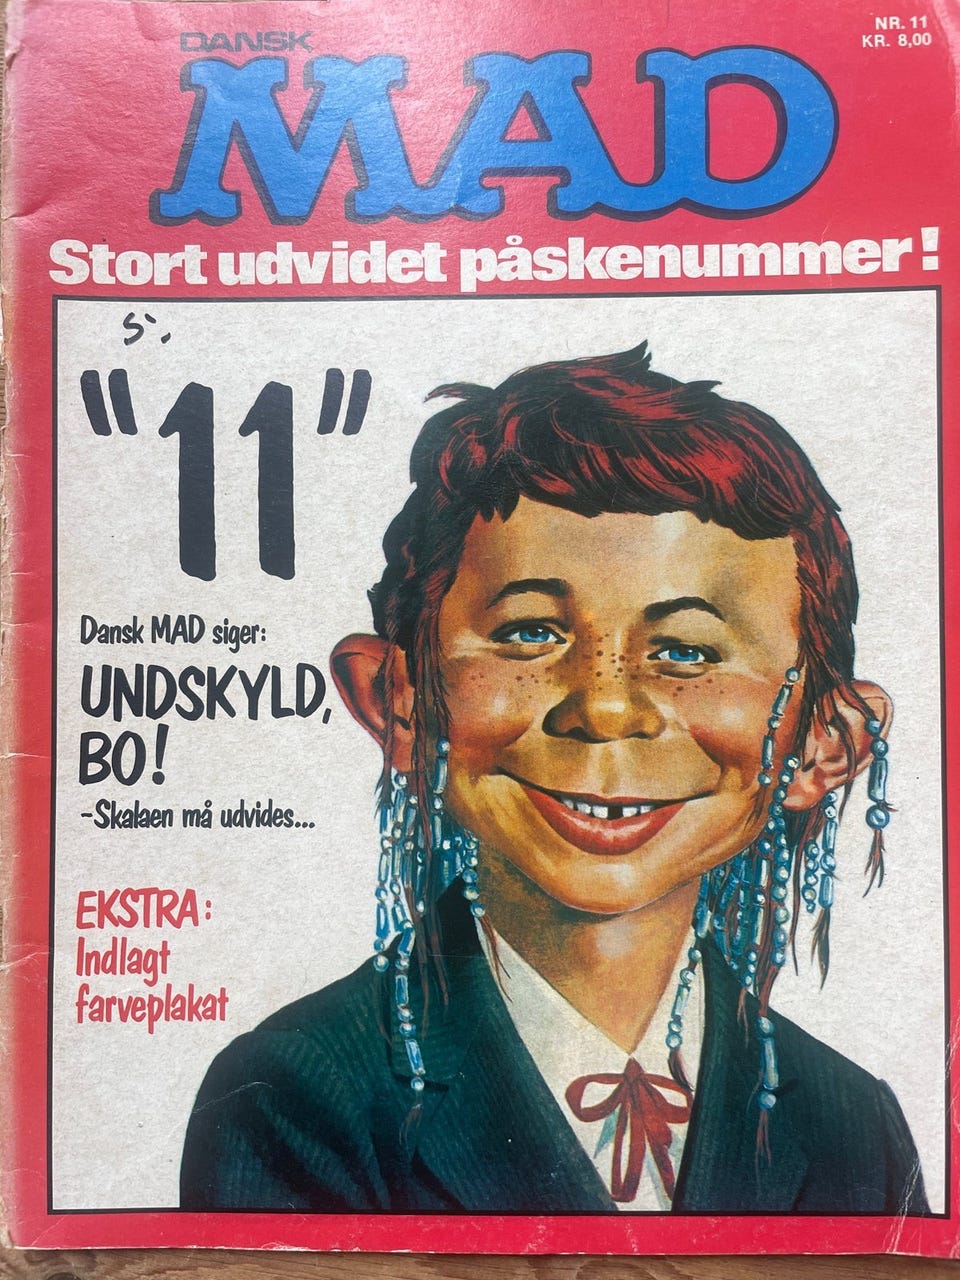 DANSK
NR. 11
KR. 8,00
MAD
Stort udvidet påskenummer!
"11"
Dansk MAD siger:
UNDSKYLD,
BO!
-Skalaen må udvides...
EKSTRA:
Indlagt
farveplakat